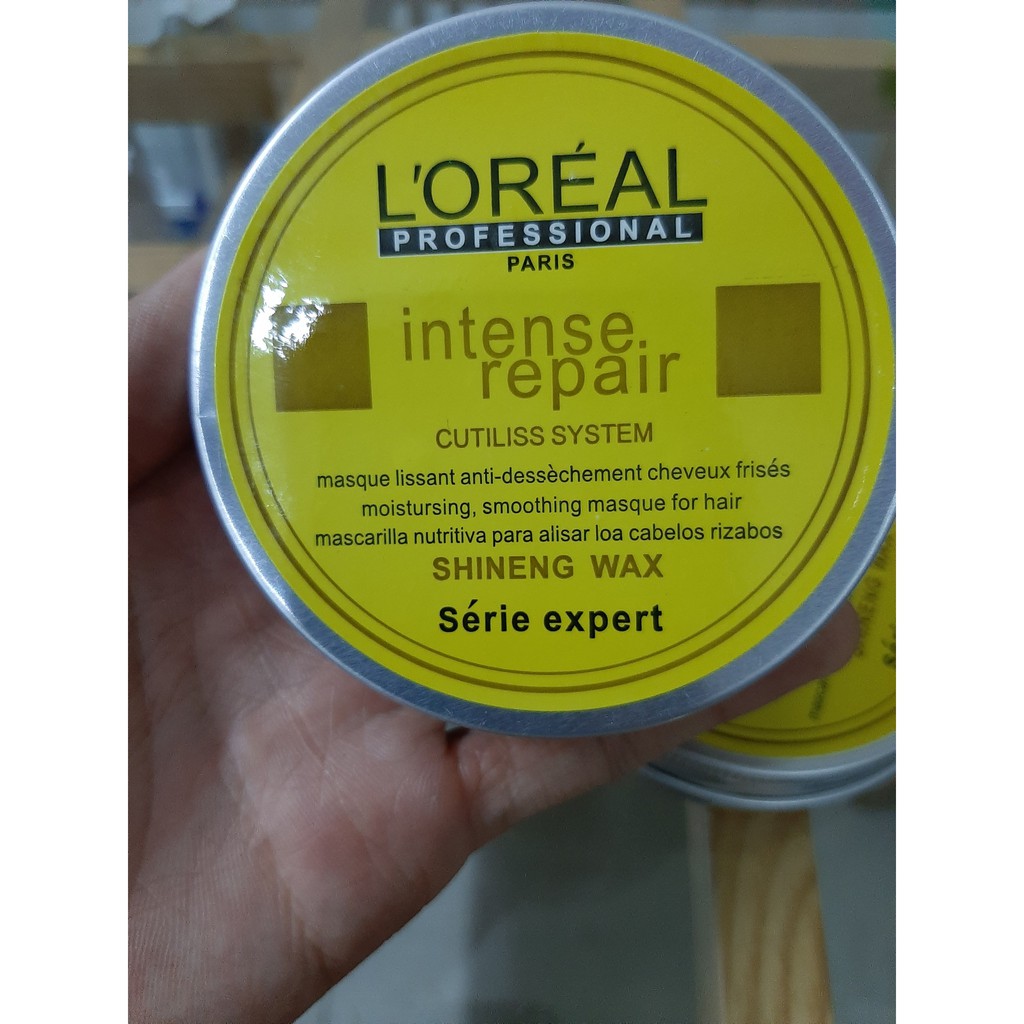 L'ORÉAL
PROFESSIONAL
PARIS
intense
repair
CUTILISS SYSTEM
masque lissant anti-dessèchement cheveux frisés
moistursing, smoothing masque for hair
mascarilla nutritiva para alisar loa cabelos rizabos
SHINENG WAX
Série expert